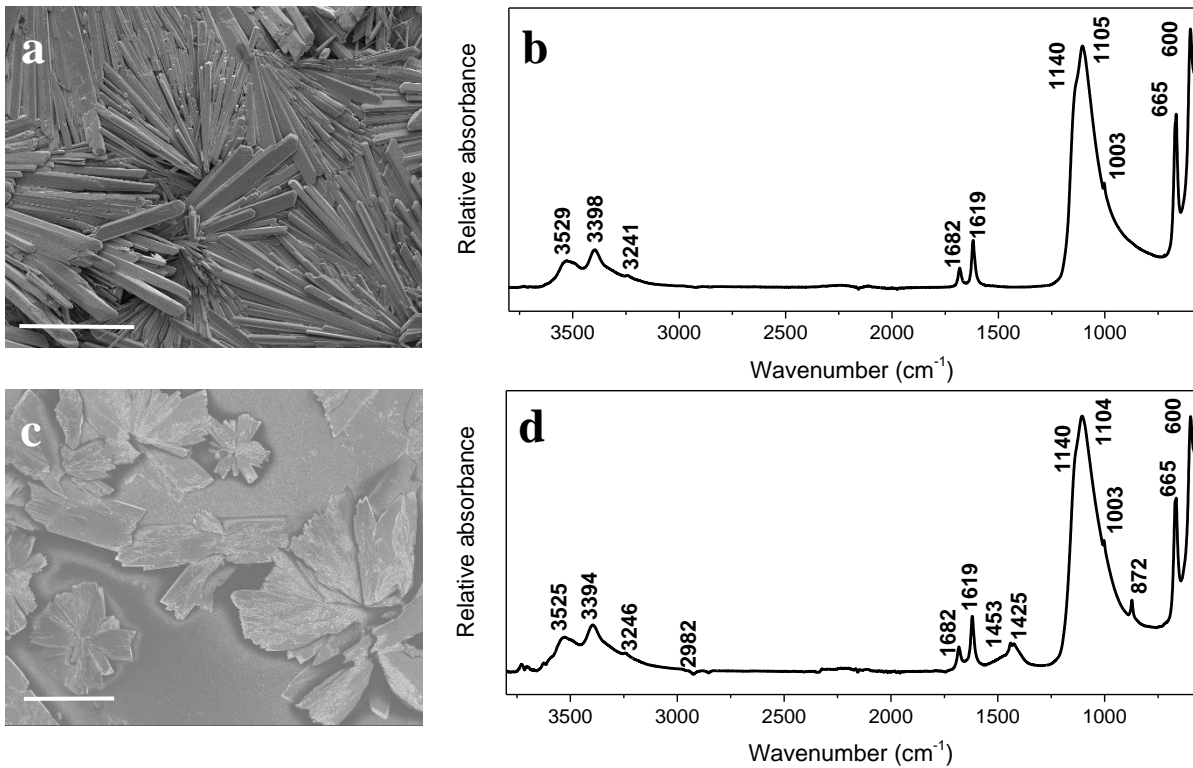 a
b
Relative absorbance
3529
3398
3241
1682
1619
1140
1105
1003
665
600
3500 3000 2500 2000 1500 1000
Wavenumber (cm⁻¹)
c
d
Relative absorbance
3525
3394
3246
2982
1682
1619
1453
1425
1140
1104
1003
872
665
600
3500 3000 2500 2000 1500 1000
Wavenumber (cm⁻¹)